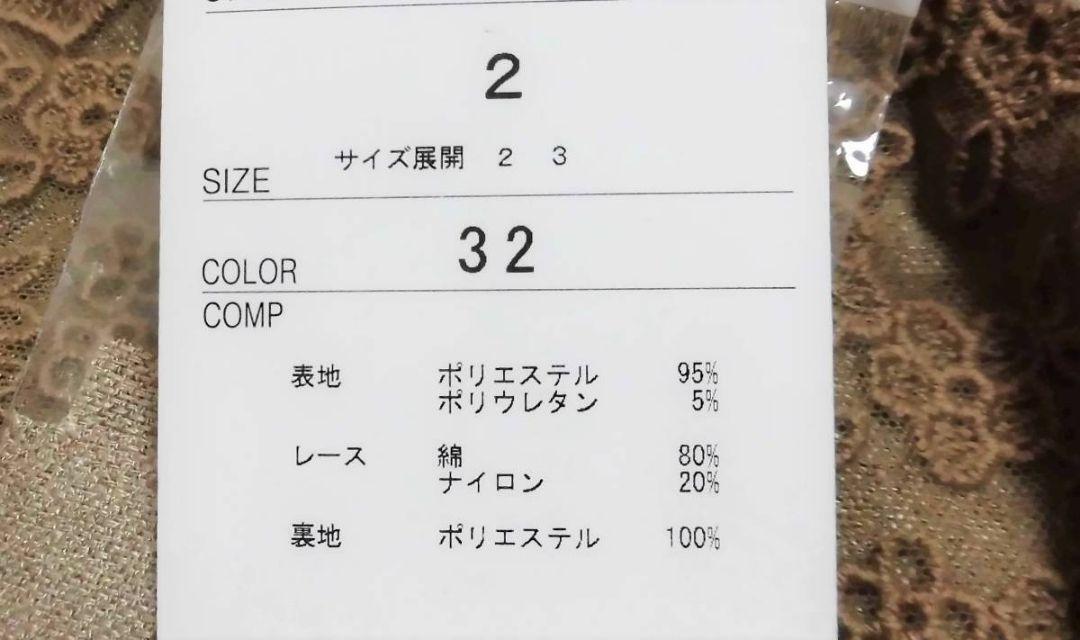 2
サイズ展開 2 3
SIZE
32
COLOR
COMP
表地 ポリエステル 95%
ポリウレタン 5%
レース 綿 80%
ナイロン 20%
裏地 ポリエステル 100%